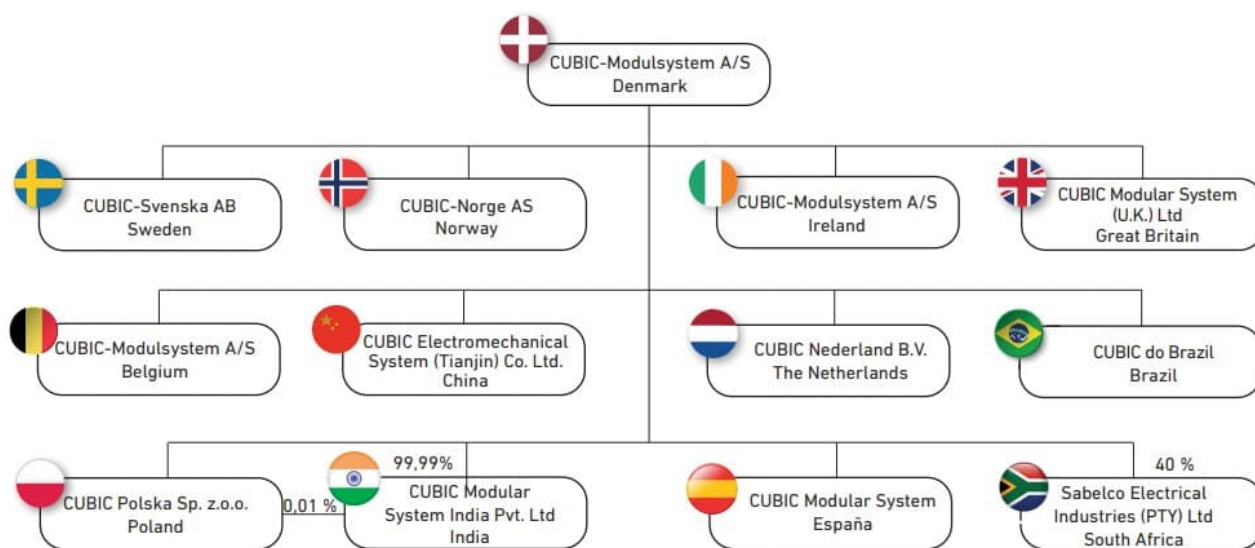 CUBIC-Modulsystem A/S
Denmark
CUBIC-Svenska AB
Sweden
CUBIC-Norge AS
Norway
CUBIC-Modulsystem A/S
Ireland
CUBIC Modular System
(U.K.) Ltd
Great Britain
CUBIC-Modulsystem A/S
Belgium
CUBIC Electromechanical
System (Tianjin) Co. Ltd.
China
CUBIC Nederland B.V.
The Netherlands
CUBIC do Brazil
Brazil
CUBIC Polska Sp. z.o.o.
Poland
0,01 %
99,99%
CUBIC Modular
System India Pvt. Ltd
India
CUBIC Modular System
España
40 %
Sabelco Electrical
Industries (PTY) Ltd
South Africa